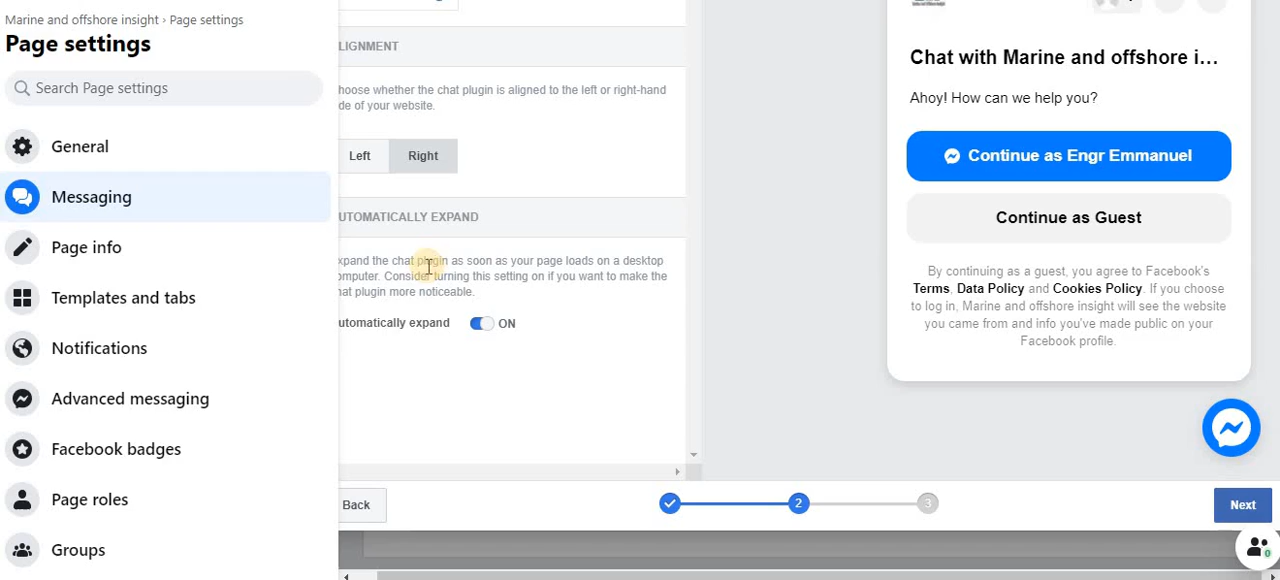 Marine and offshore insight › Page settings
Page settings
Search Page settings
General
Messaging
Page info
Templates and tabs
Notifications
Advanced messaging
Facebook badges
Page roles
Groups
LIGNMENT
hoose whether the chat plugin is aligned to the left or right-hand
de of your website.
Left Right
UTOMATICALLY EXPAND
xpand the chat plugin as soon as your page loads on a desktop
omputer. Consider turning this setting on if you want to make the
hat plugin more noticeable.
utomatically expand ON
Back
2
3
Next
Chat with Marine and offshore i...
Ahoy! How can we help you?
Continue as Engr Emmanuel
Continue as Guest
By continuing as a guest, you agree to Facebook's
Terms, Data Policy and Cookies Policy. If you choose
to log in, Marine and offshore insight will see the website
you came from and info you've made public on your
Facebook profile.
0